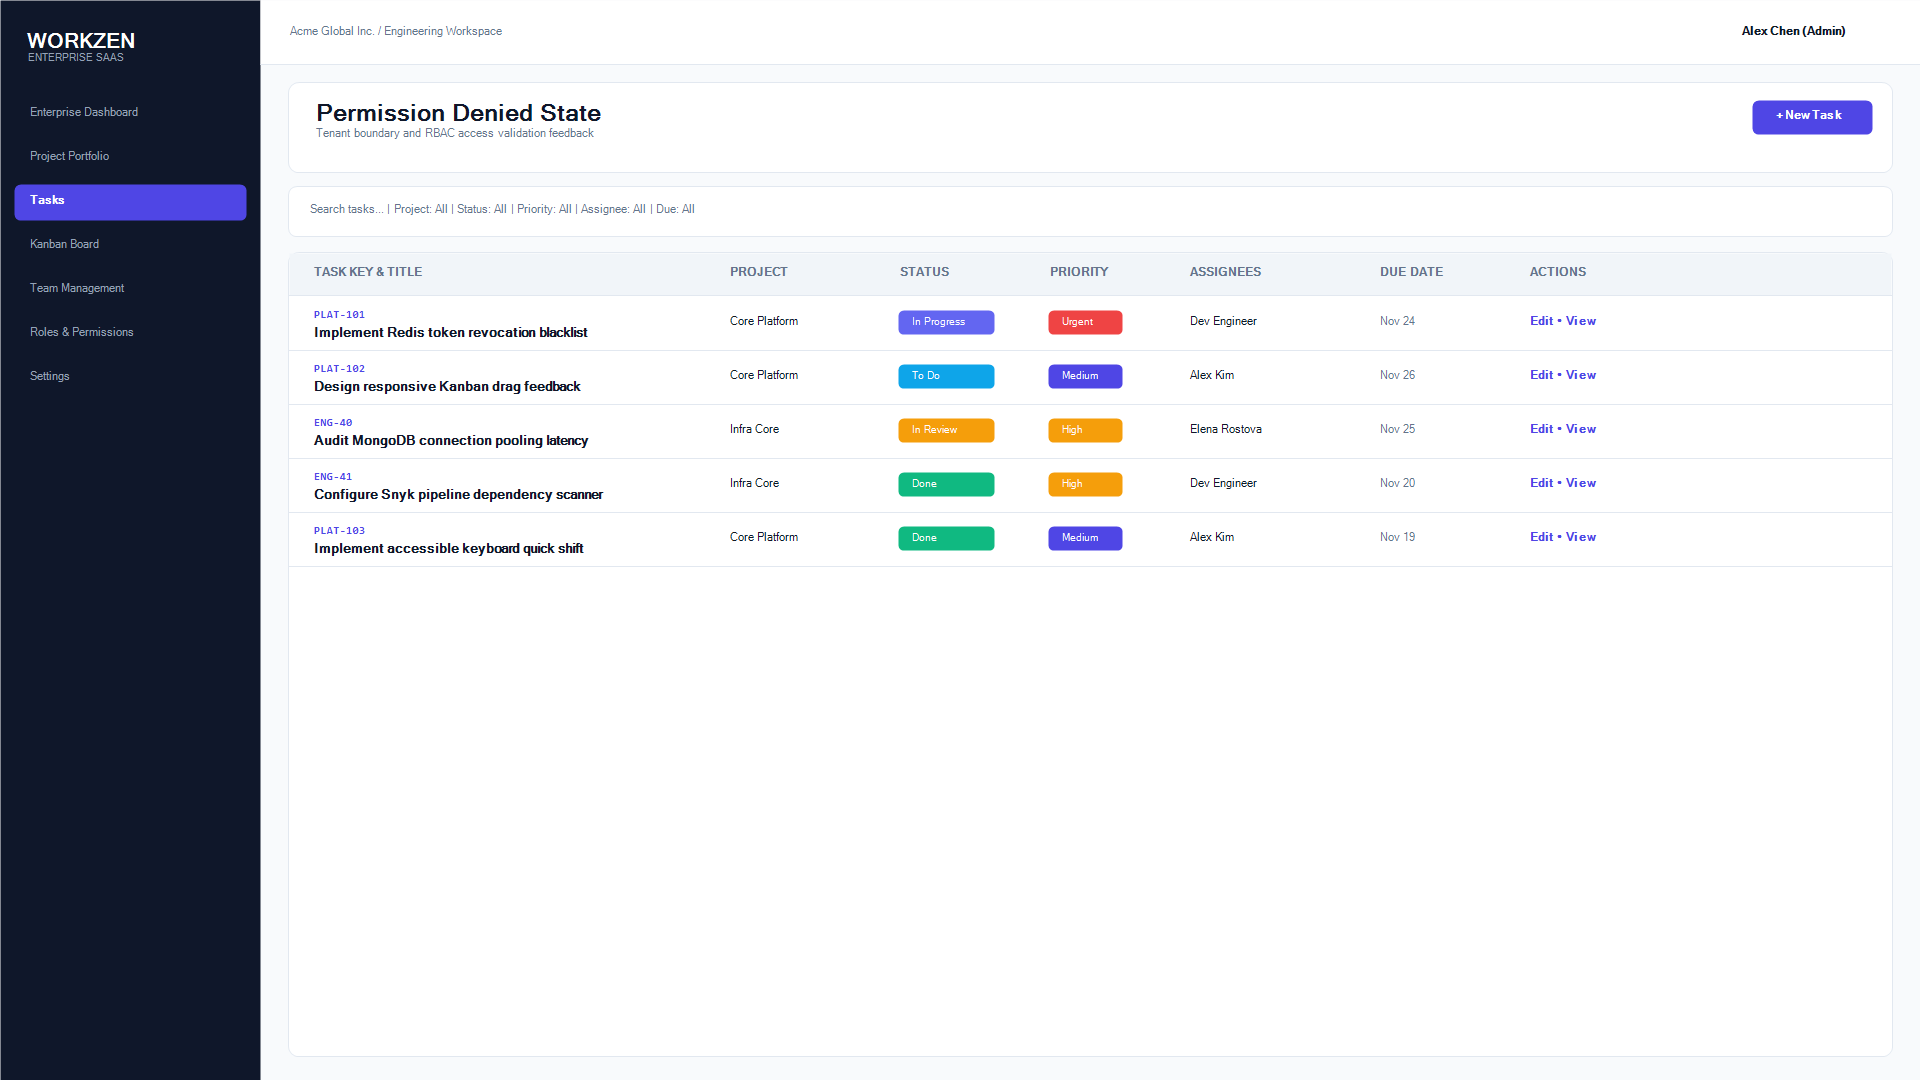 WORKZEN
ENTERPRISE SAAS
Enterprise Dashboard
Project Portfolio
Tasks
Kanban Board
Team Management
Roles & Permissions
Settings
Acme Global Inc. / Engineering Workspace
Alex Chen (Admin)
Permission Denied State
Tenant boundary and RBAC access validation feedback
+ New Task
Search tasks... | Project: All | Status: All | Priority: All | Assignee: All | Due: All
TASK KEY & TITLE PROJECT STATUS PRIORITY ASSIGNEES DUE DATE ACTIONS
PLAT-101
Implement Redis token revocation blacklist Core Platform In Progress Urgent Dev Engineer Nov 24 Edit • View
PLAT-102
Design responsive Kanban drag feedback Core Platform To Do Medium Alex Kim Nov 26 Edit • View
ENG-40
Audit MongoDB connection pooling latency Infra Core In Review High Elena Rostova Nov 25 Edit • View
ENG-41
Configure Snyk pipeline dependency scanner Infra Core Done High Dev Engineer Nov 20 Edit • View
PLAT-103
Implement accessible keyboard quick shift Core Platform Done Medium Alex Kim Nov 19 Edit • View